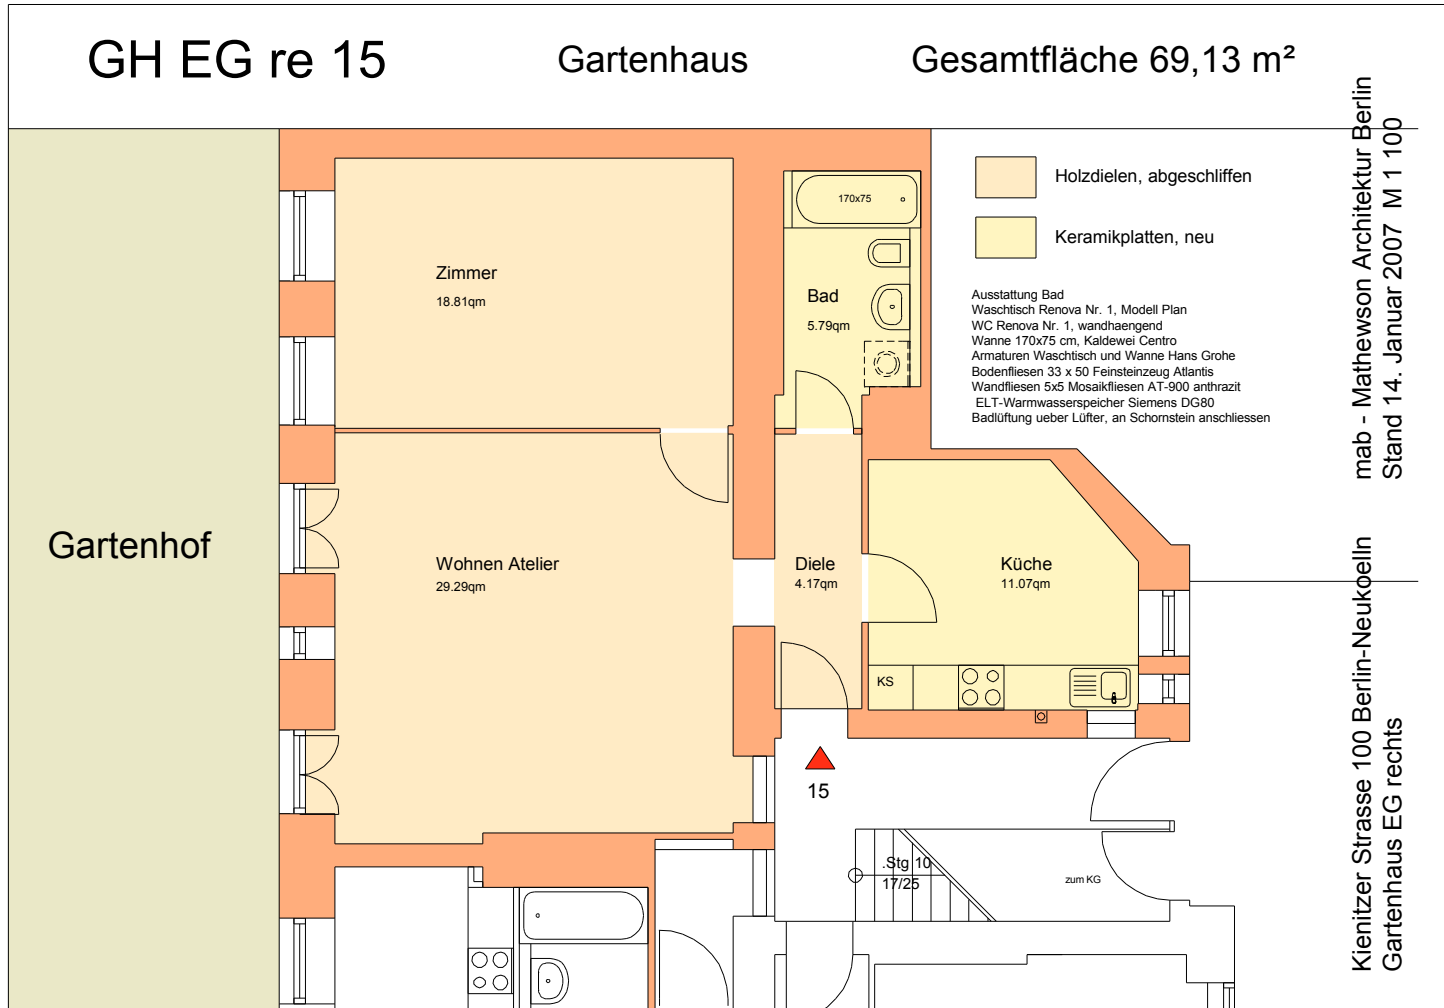 GH EG re 15
Gartenhaus
Gesamtfläche 69,13 m²
mab - Mathewson Architektur Berlin
Stand 14. Januar 2007 M 1 100
Holzdielen, abgeschliffen
Keramikplatten, neu
Ausstattung Bad
Waschtisch Renova Nr. 1, Modell Plan
WC Renova Nr. 1, wandhaengend
Wanne 170x75 cm, Kaldewei Centro
Armaturen Waschtisch und Wanne Hans Grohe
Bodenfliesen 33 x 50 Feinsteinzeug Atlantis
Wandfliesen 5x5 Mosaikfliesen AT-900 anthrazit
ELT-Warmwasserspeicher Siemens DG80
Badlüftung ueber Lüfter, an Schornstein anschliessen
170x75
Zimmer
18.81qm
Bad
5.79qm
Gartenhof
Wohnen Atelier
29.29qm
Diele
4.17qm
Küche
11.07qm
KS
15
.Stg 10
17/25
zum KG
Kienitzer Strasse 100 Berlin-Neukoelln
Gartenhaus EG rechts